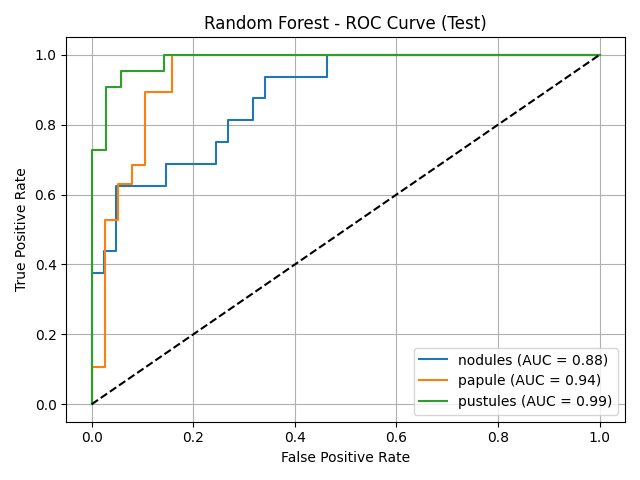 Random Forest - ROC Curve (Test)
True Positive Rate
1.0
0.8
0.6
0.4
0.2
0.0
nodules (AUC = 0.88)
papule (AUC = 0.94)
pustules (AUC = 0.99)
0.0 0.2 0.4 0.6 0.8 1.0
False Positive Rate